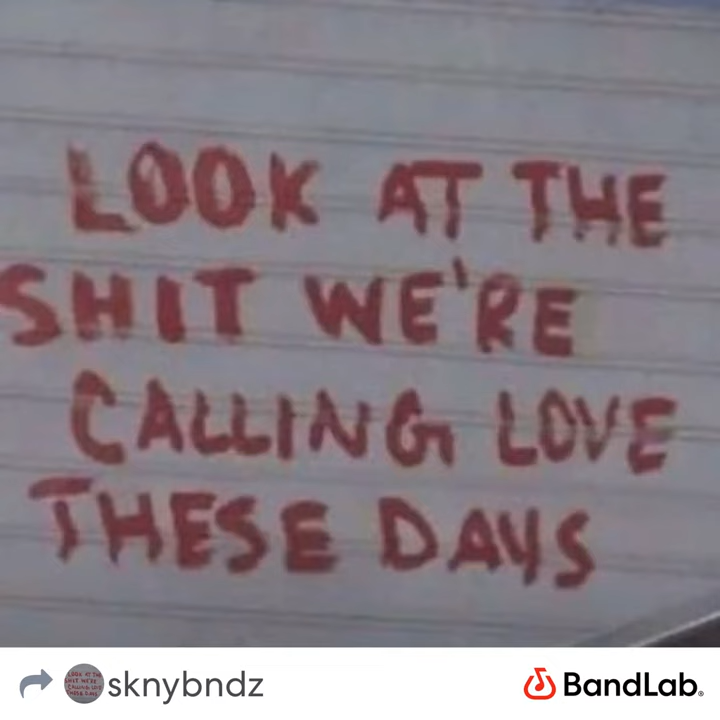 LOOK AT THE
SHIT WE'RE
CALLING LOVE
THESE DAYS
sknybndz
BandLab.